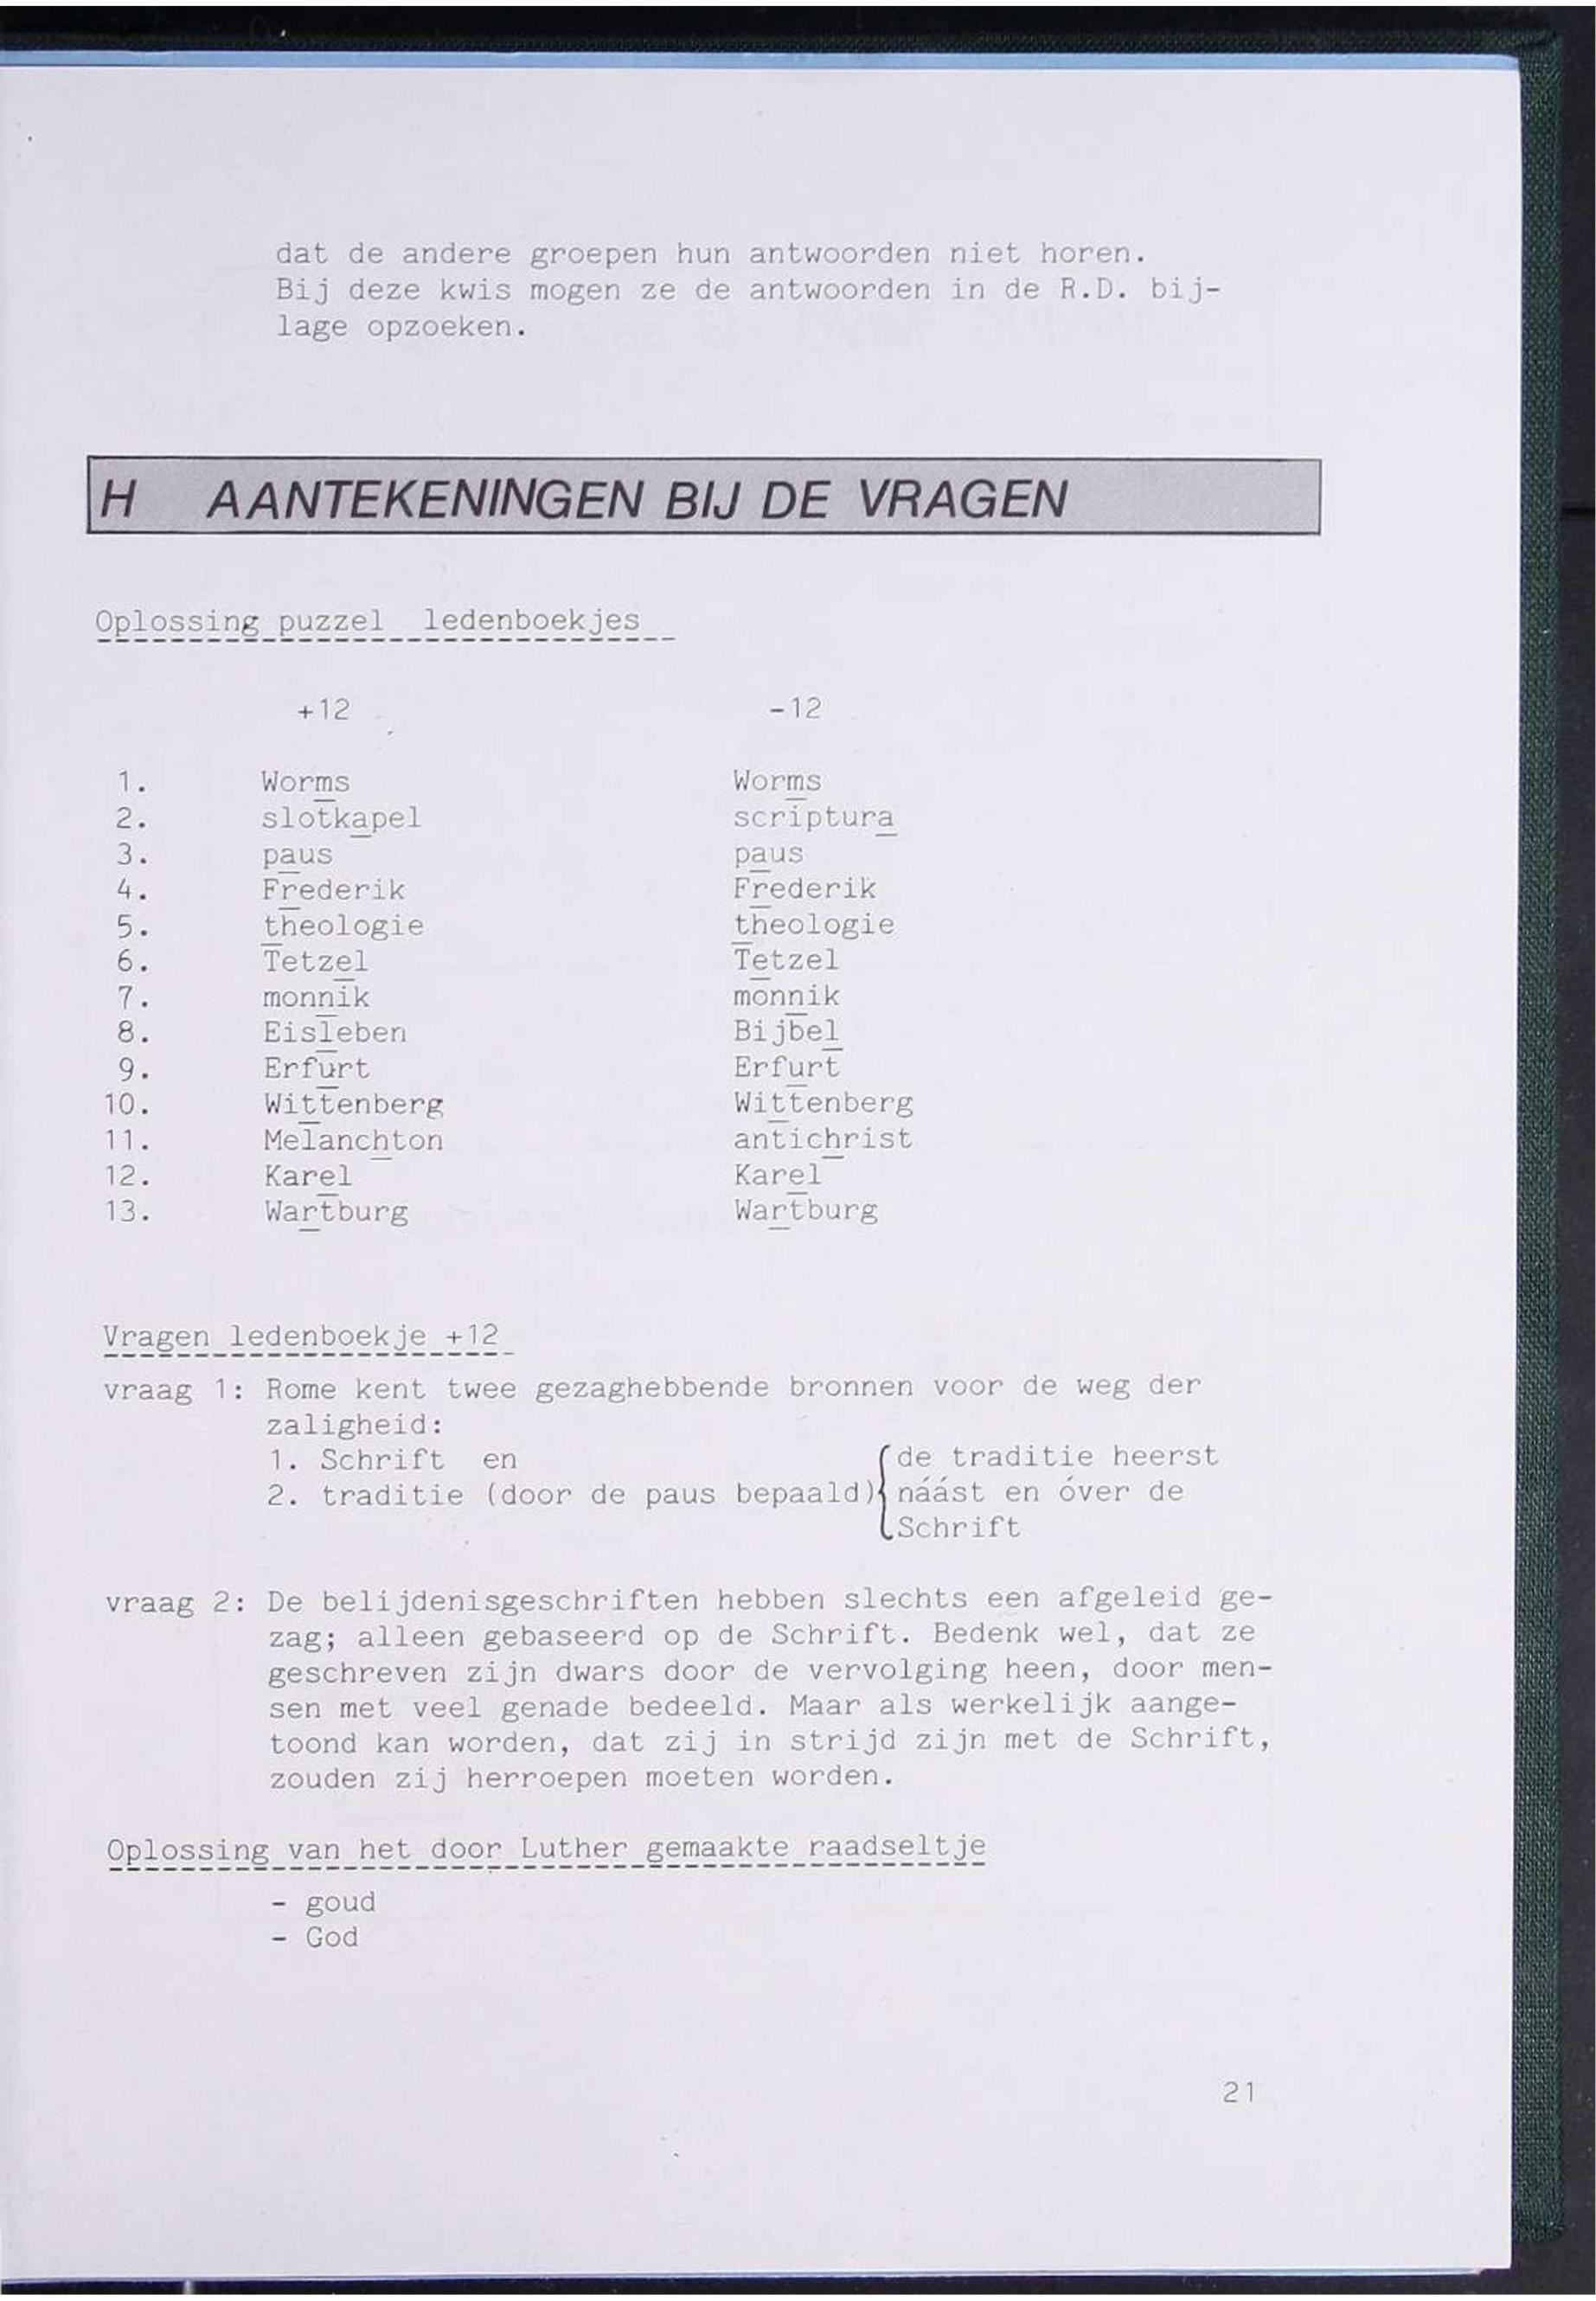 dat de andere groepen hun antwoorden niet horen.
Bij deze kwis mogen ze de antwoorden in de R.D. bij-
lage opzoeken.
H AANTEKENINGEN BIJ DE VRAGEN
Oplossing puzzel ledenboekjes
+12 -12
1. Worms Worms
2. slotkapel scriptura
3. paus paus
4. Frederik Frederik
5. theologie theologie
6. Tetzel Tetzel
7. monnik monnik
8. Eisleben Bijbel
9. Erfurt Erfurt
10. Wittenberg Wittenberg
11. Melanchton antichrist
12. Karel Karel
13. Wartburg Wartburg
Vragen ledenboekje +12
vraag 1: Rome kent twee gezaghebbende bronnen voor de weg der
zaligheid:
1. Schrift en
2. traditie (door de paus bepaald)
de traditie heerst
náást en óver de
Schrift
vraag 2: De belijdenisgeschriften hebben slechts een afgeleid ge-
zag; alleen gebaseerd op de Schrift. Bedenk wel, dat ze
geschreven zijn dwars door de vervolging heen, door men-
sen met veel genade bedeeld. Maar als werkelijk aange-
toond kan worden, dat zij in strijd zijn met de Schrift,
zouden zij herroepen moeten worden.
Oplossing van het door Luther gemaakte raadseltje
- goud
- God
21